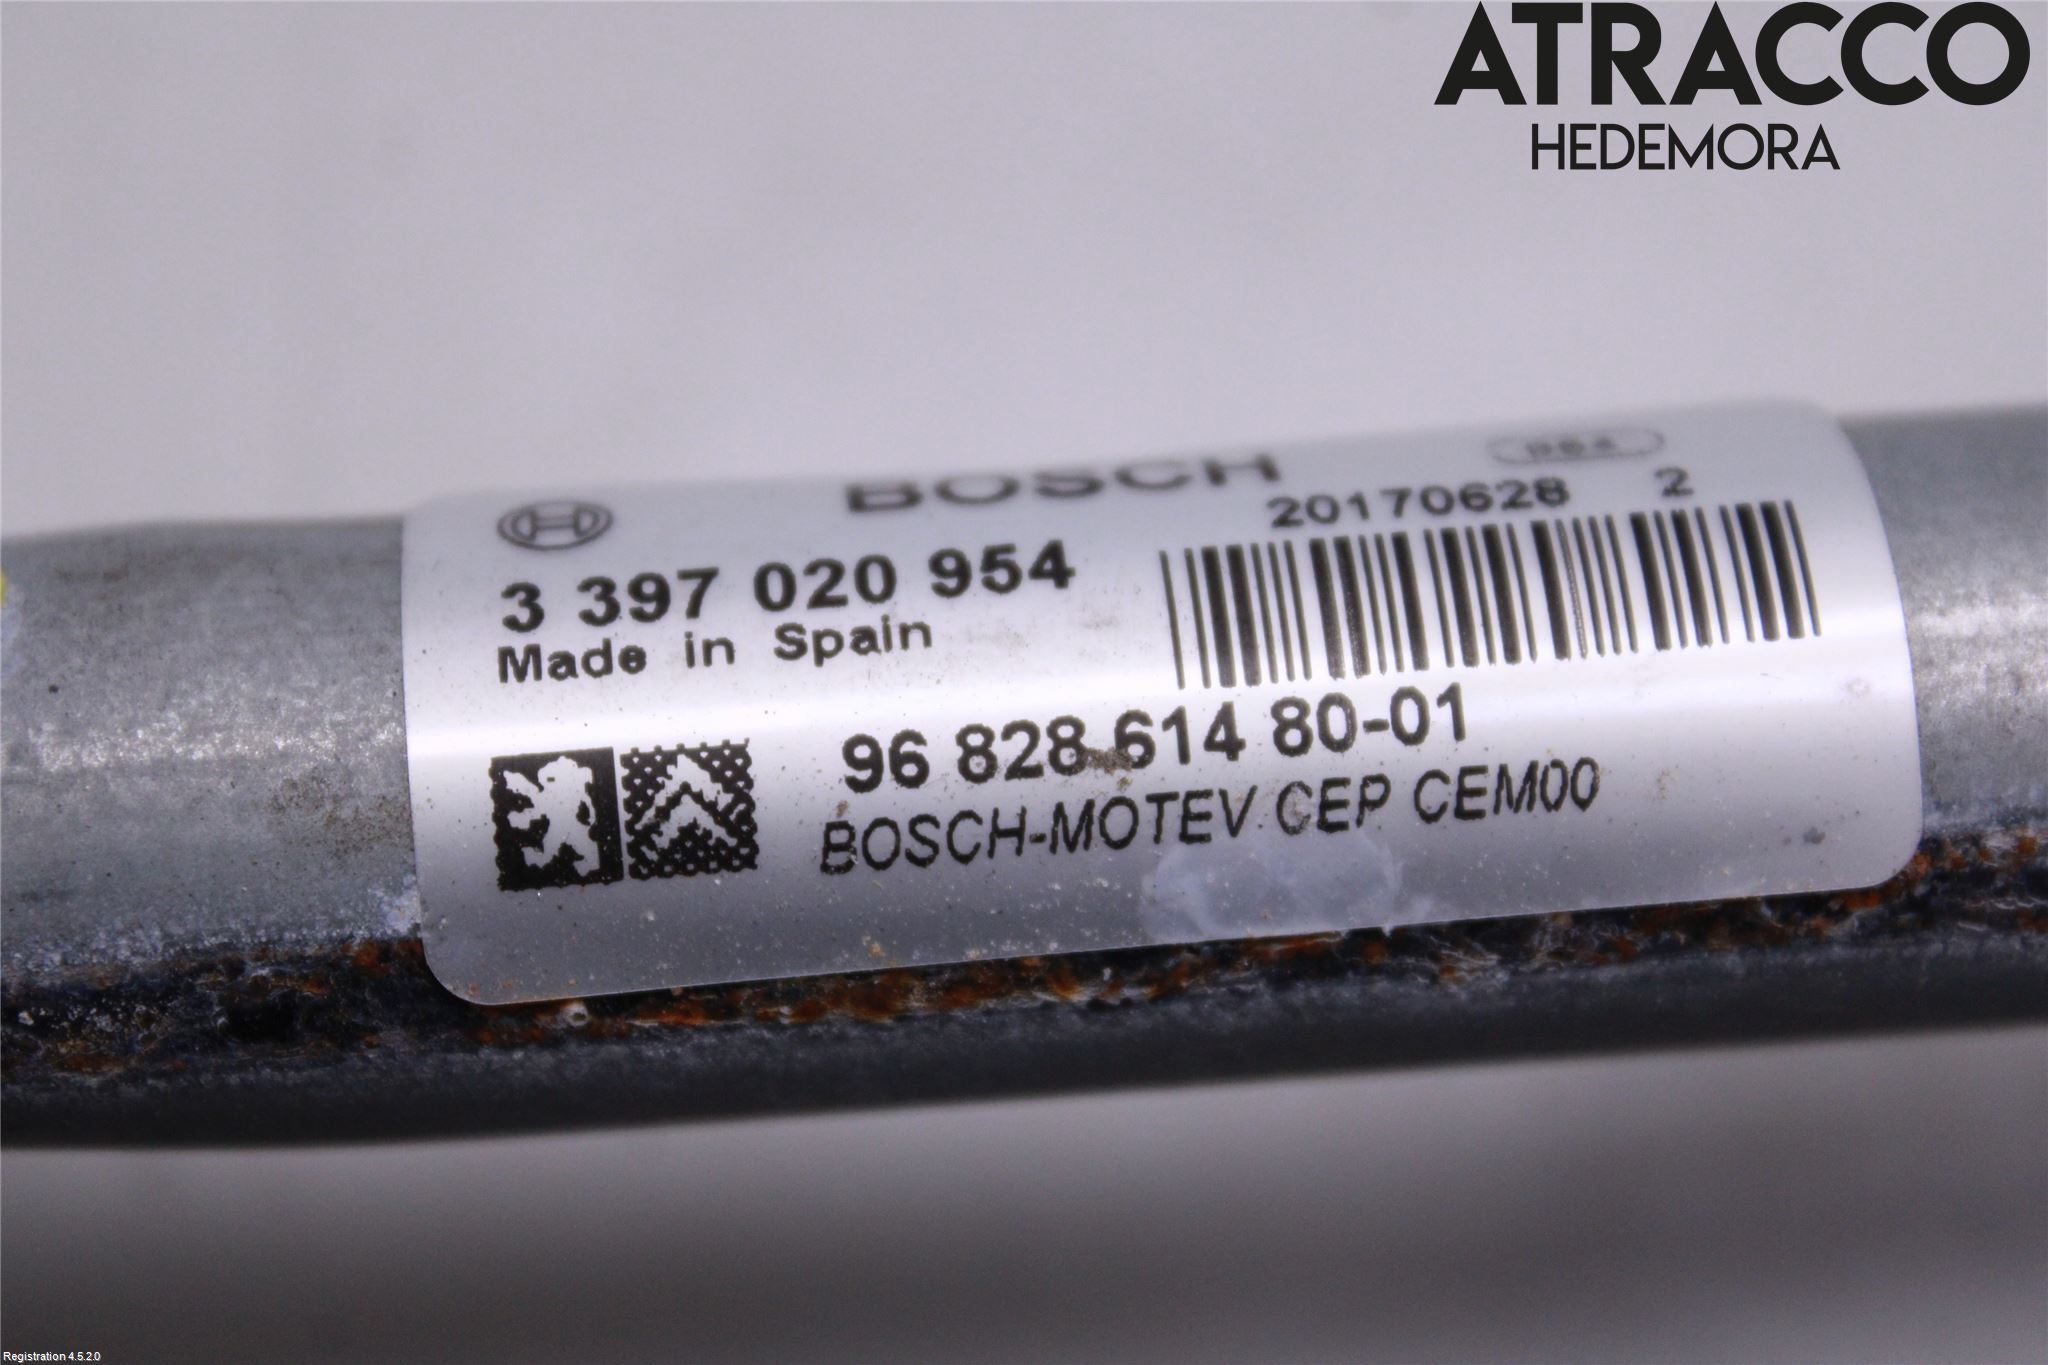 ATRACCO
HEDEMORA
BOSCH
20170628 2
3 397 020 954
Made in Spain
96 828 614 80-01
BOSCH-MOTEV CEP CEM00
Registration 4.5.2.0